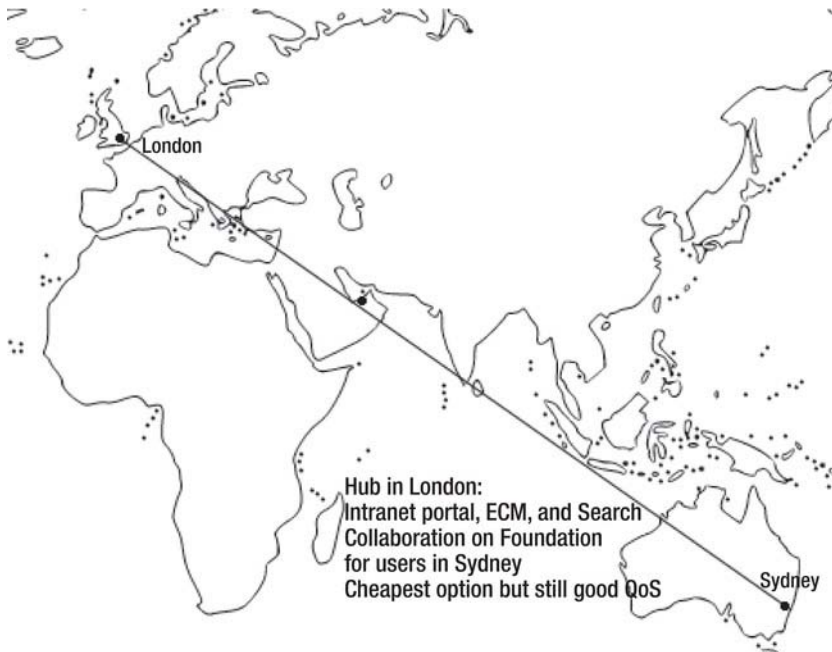 London
Hub in London:
Intranet portal, ECM, and Search
Collaboration on Foundation
for users in Sydney
Cheapest option but still good QoS
Sydney